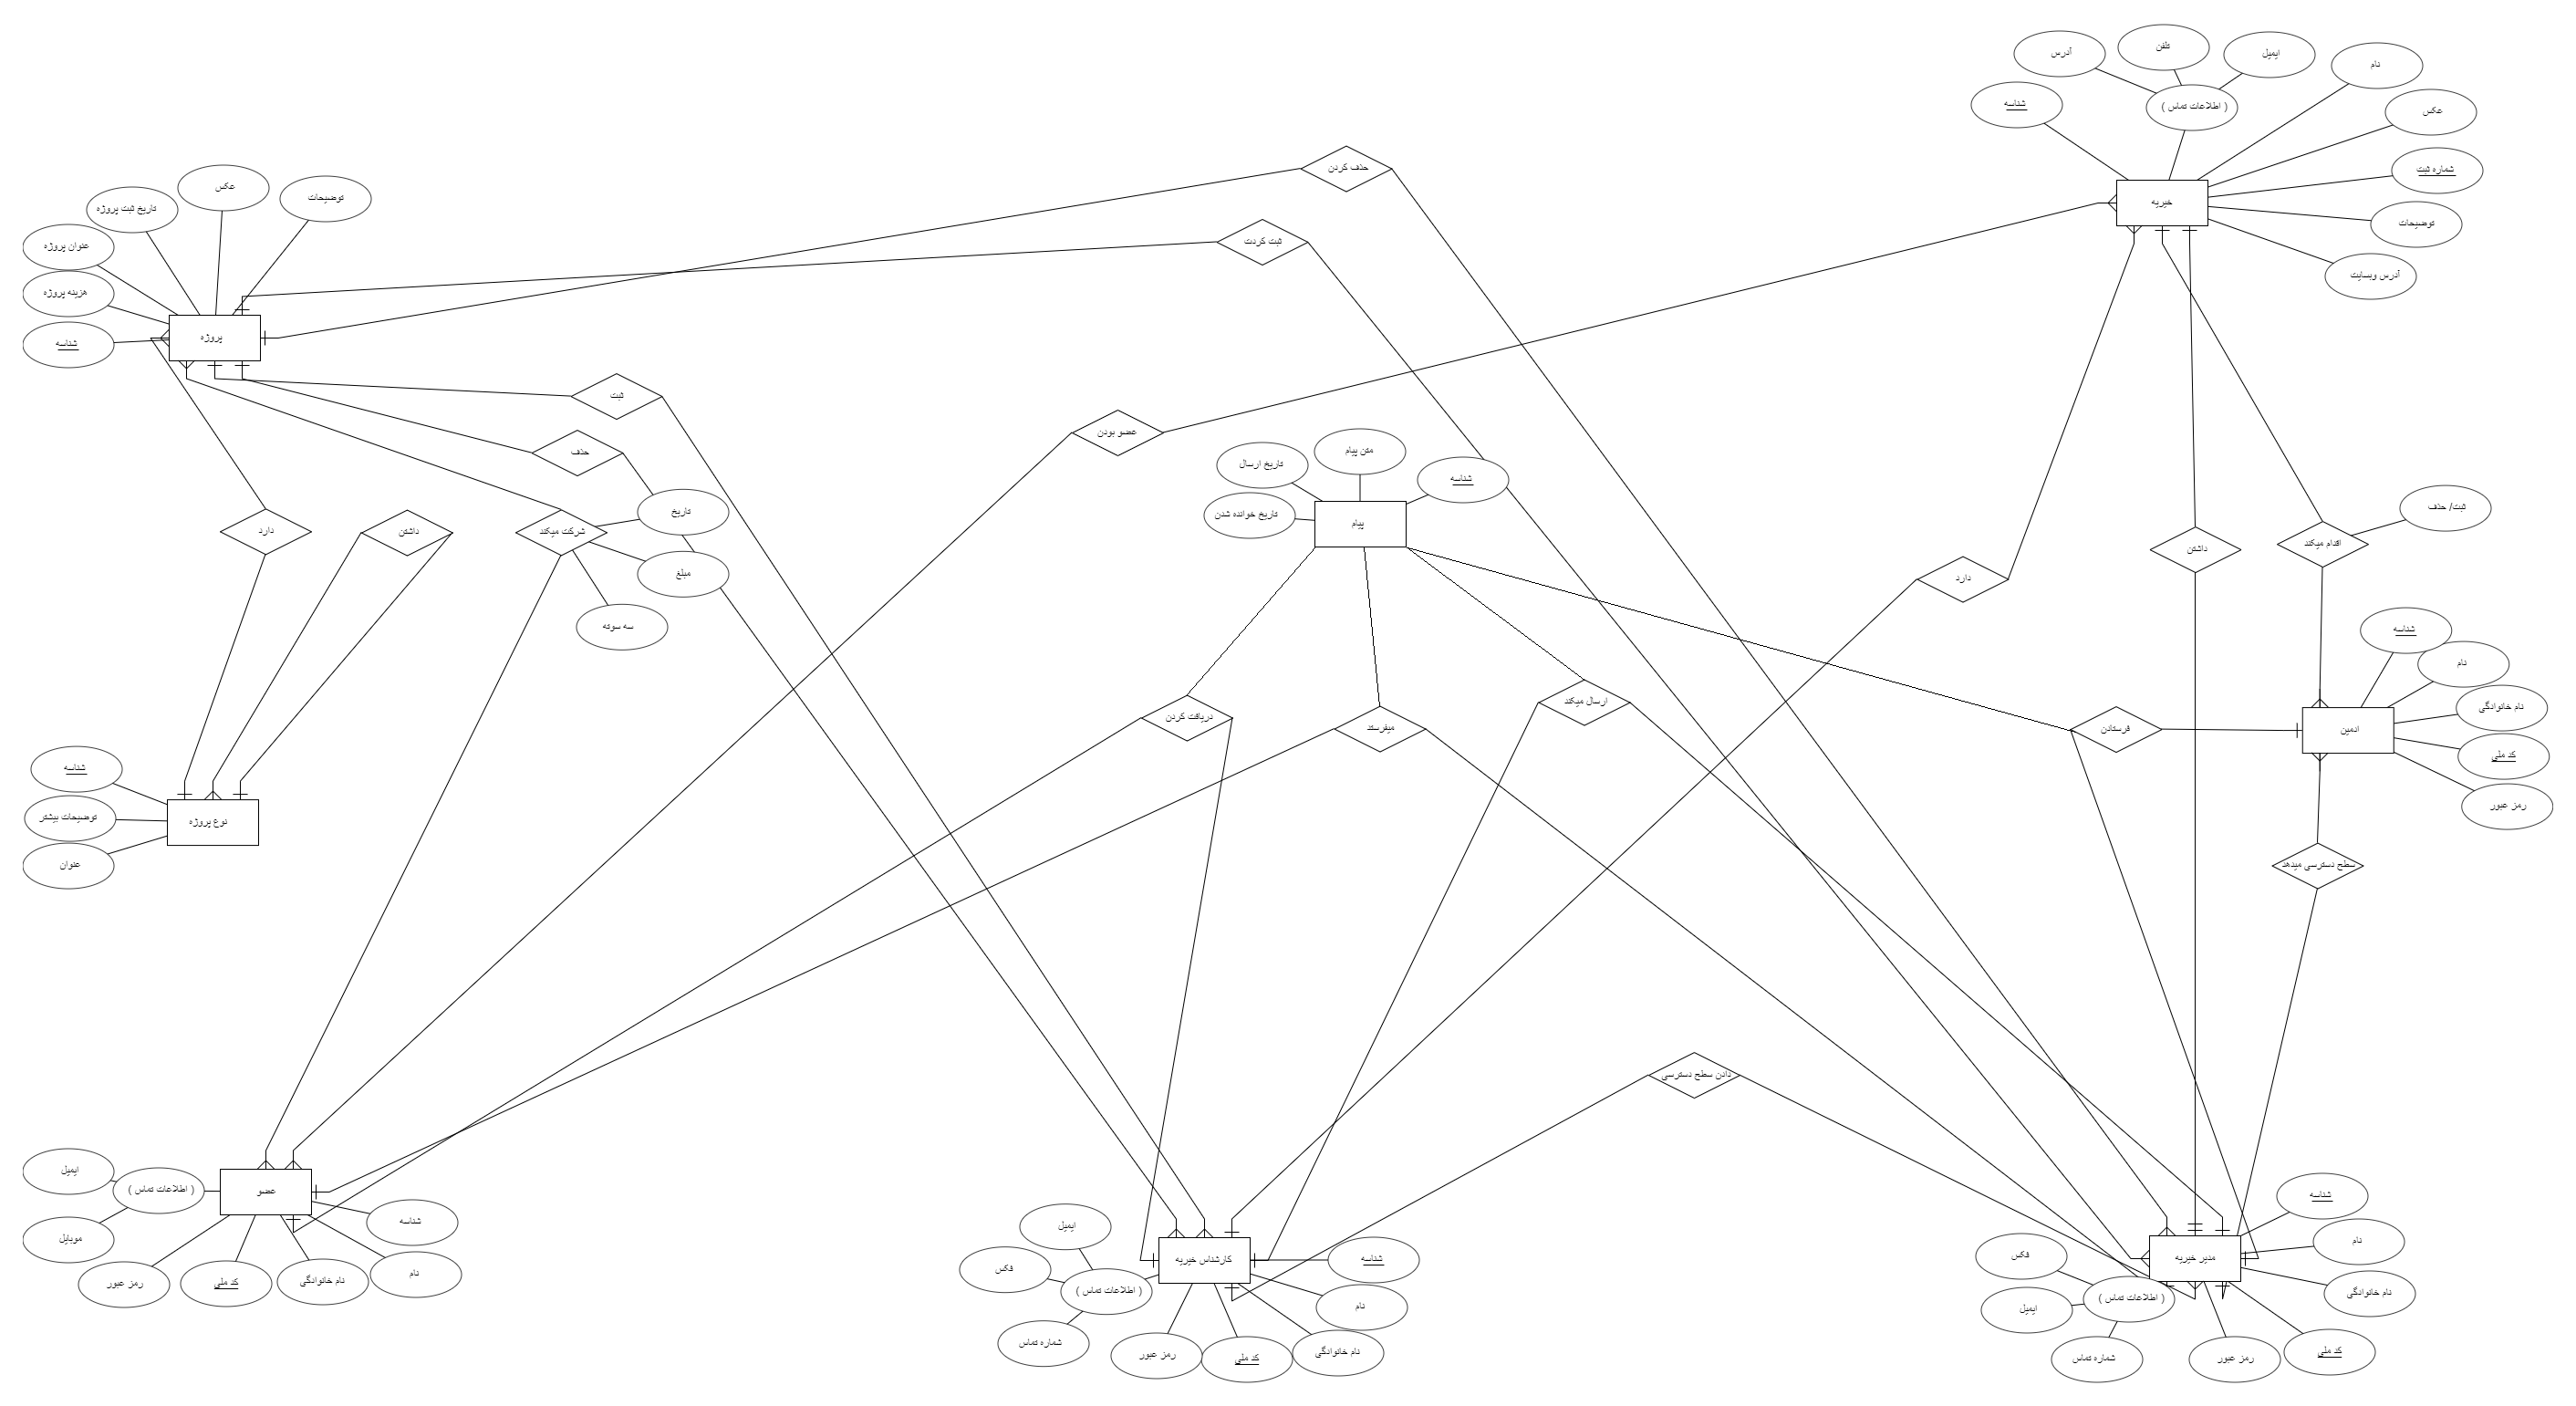 آدرس
تلفن
ایمیل
نام
شناسه
( اطلاعات تماس )
عکس
شماره ثبت
خیریه
توضیحات
آدرس وبسایت
حذف کردن
ثبت کردت
توضیحات
عکس
تاریخ ثبت پروژه
عنوان پروژه
هزینه پروژه
شناسه
پروژه
ثبت
حذف
عضو بودن
دارد
داشتن
شرکت میکند
تاریخ
مبلغ
سه سوته
متن پیام
تاریخ ارسال
شناسه
تاریخ خوانده شدن
پیام
دارد
داشتن
اقدام میکند
ثبت/ حذف
شناسه
نام
نام خانوانگی
کد ملی
رمز عبور
ادمین
فرستادن
ارسال میکند
میفرستد
دریافت کردن
سطح دسترسی میدهد
شناسه
توضیحات بیشتر
عنوان
نوع پروژه
دادن سطح دسترسی
ایمیل
( اطلاعات تماس )
موبایل
عضو
شناسه
نام
نام خانوانگی
کد ملی
رمز عبور
ایمیل
فکس
( اطلاعات تماس )
شماره تماس
کارشناس خیریه
شناسه
نام
نام خانوانگی
کد ملی
رمز عبور
مدیر خیریه
شناسه
نام
نام خانوانگی
کد ملی
رمز عبور
فکس
ایمیل
( اطلاعات تماس )
شماره تماس